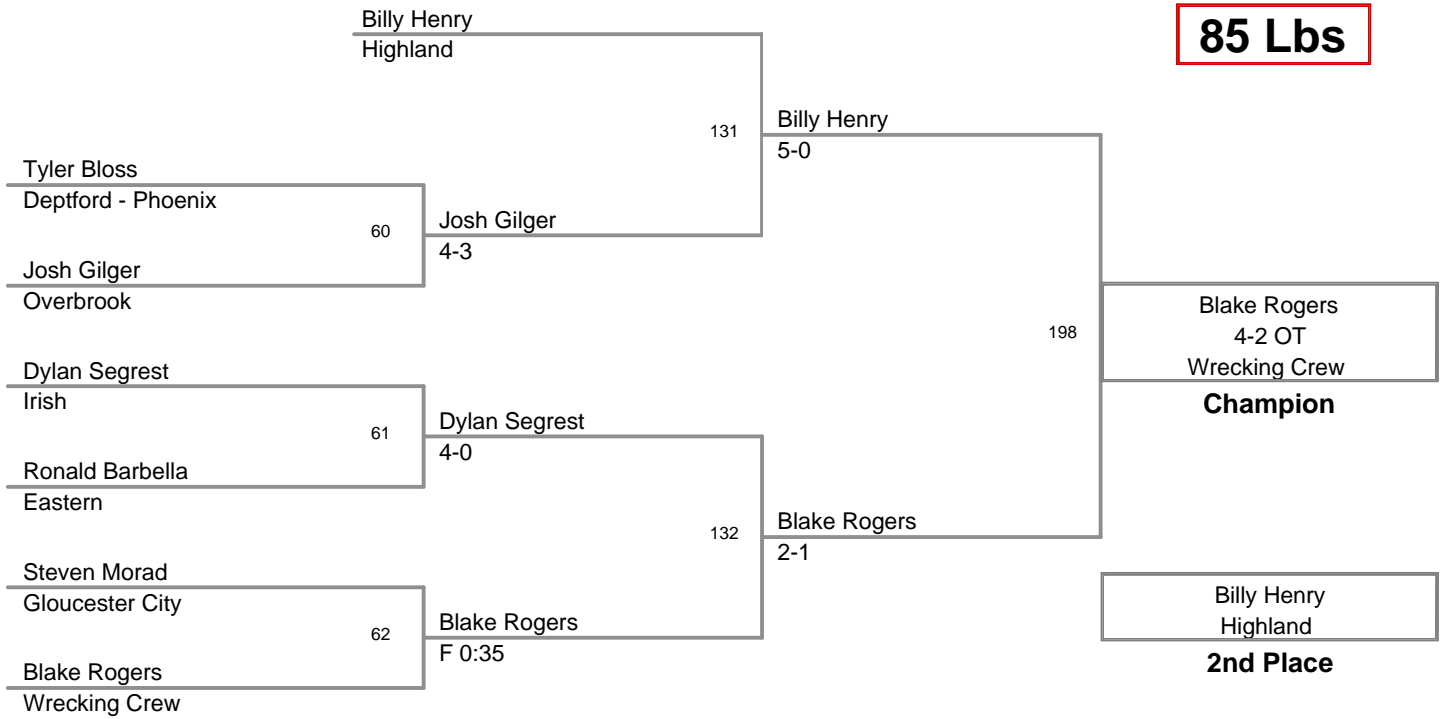 Billy Henry
Highland
85 Lbs
131
Billy Henry
5-0
Tyler Bloss
Deptford - Phoenix
60
Josh Gilger
4-3
Josh Gilger
Overbrook
198
Blake Rogers
4-2 OT
Wrecking Crew
Champion
Dylan Segrest
Irish
61
Dylan Segrest
4-0
Ronald Barbella
Eastern
132
Blake Rogers
2-1
Steven Morad
Gloucester City
62
Blake Rogers
F 0:35
Blake Rogers
Wrecking Crew
Billy Henry
Highland
2nd Place